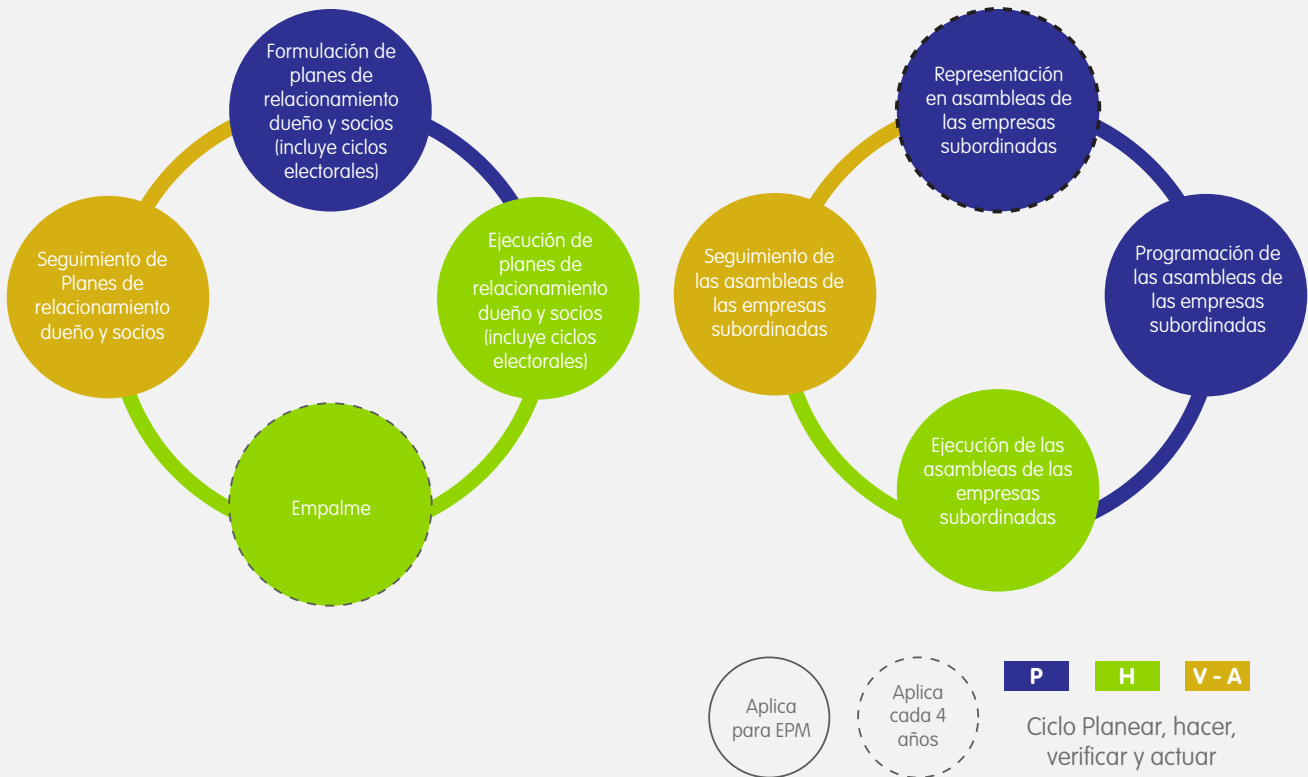 Formulación de
planes de
relacionamiento
dueño y socios
(incluye ciclos
electorales)
Ejecución de
planes de
relacionamiento
dueño y socios
(incluye ciclos
electorales)
Empalme
Seguimiento de
Planes de
relacionamiento
dueño y socios
Representación
en asambleas de
las empresas
subordinadas
Programación de
las asambleas de
las empresas
subordinadas
Ejecución de las
asambleas de las
empresas
subordinadas
Seguimiento de
las asambleas de
las empresas
subordinadas
Aplica
para EPM
Aplica
cada 4
años
P
H
V - A
Ciclo Planear, hacer,
verificar y actuar